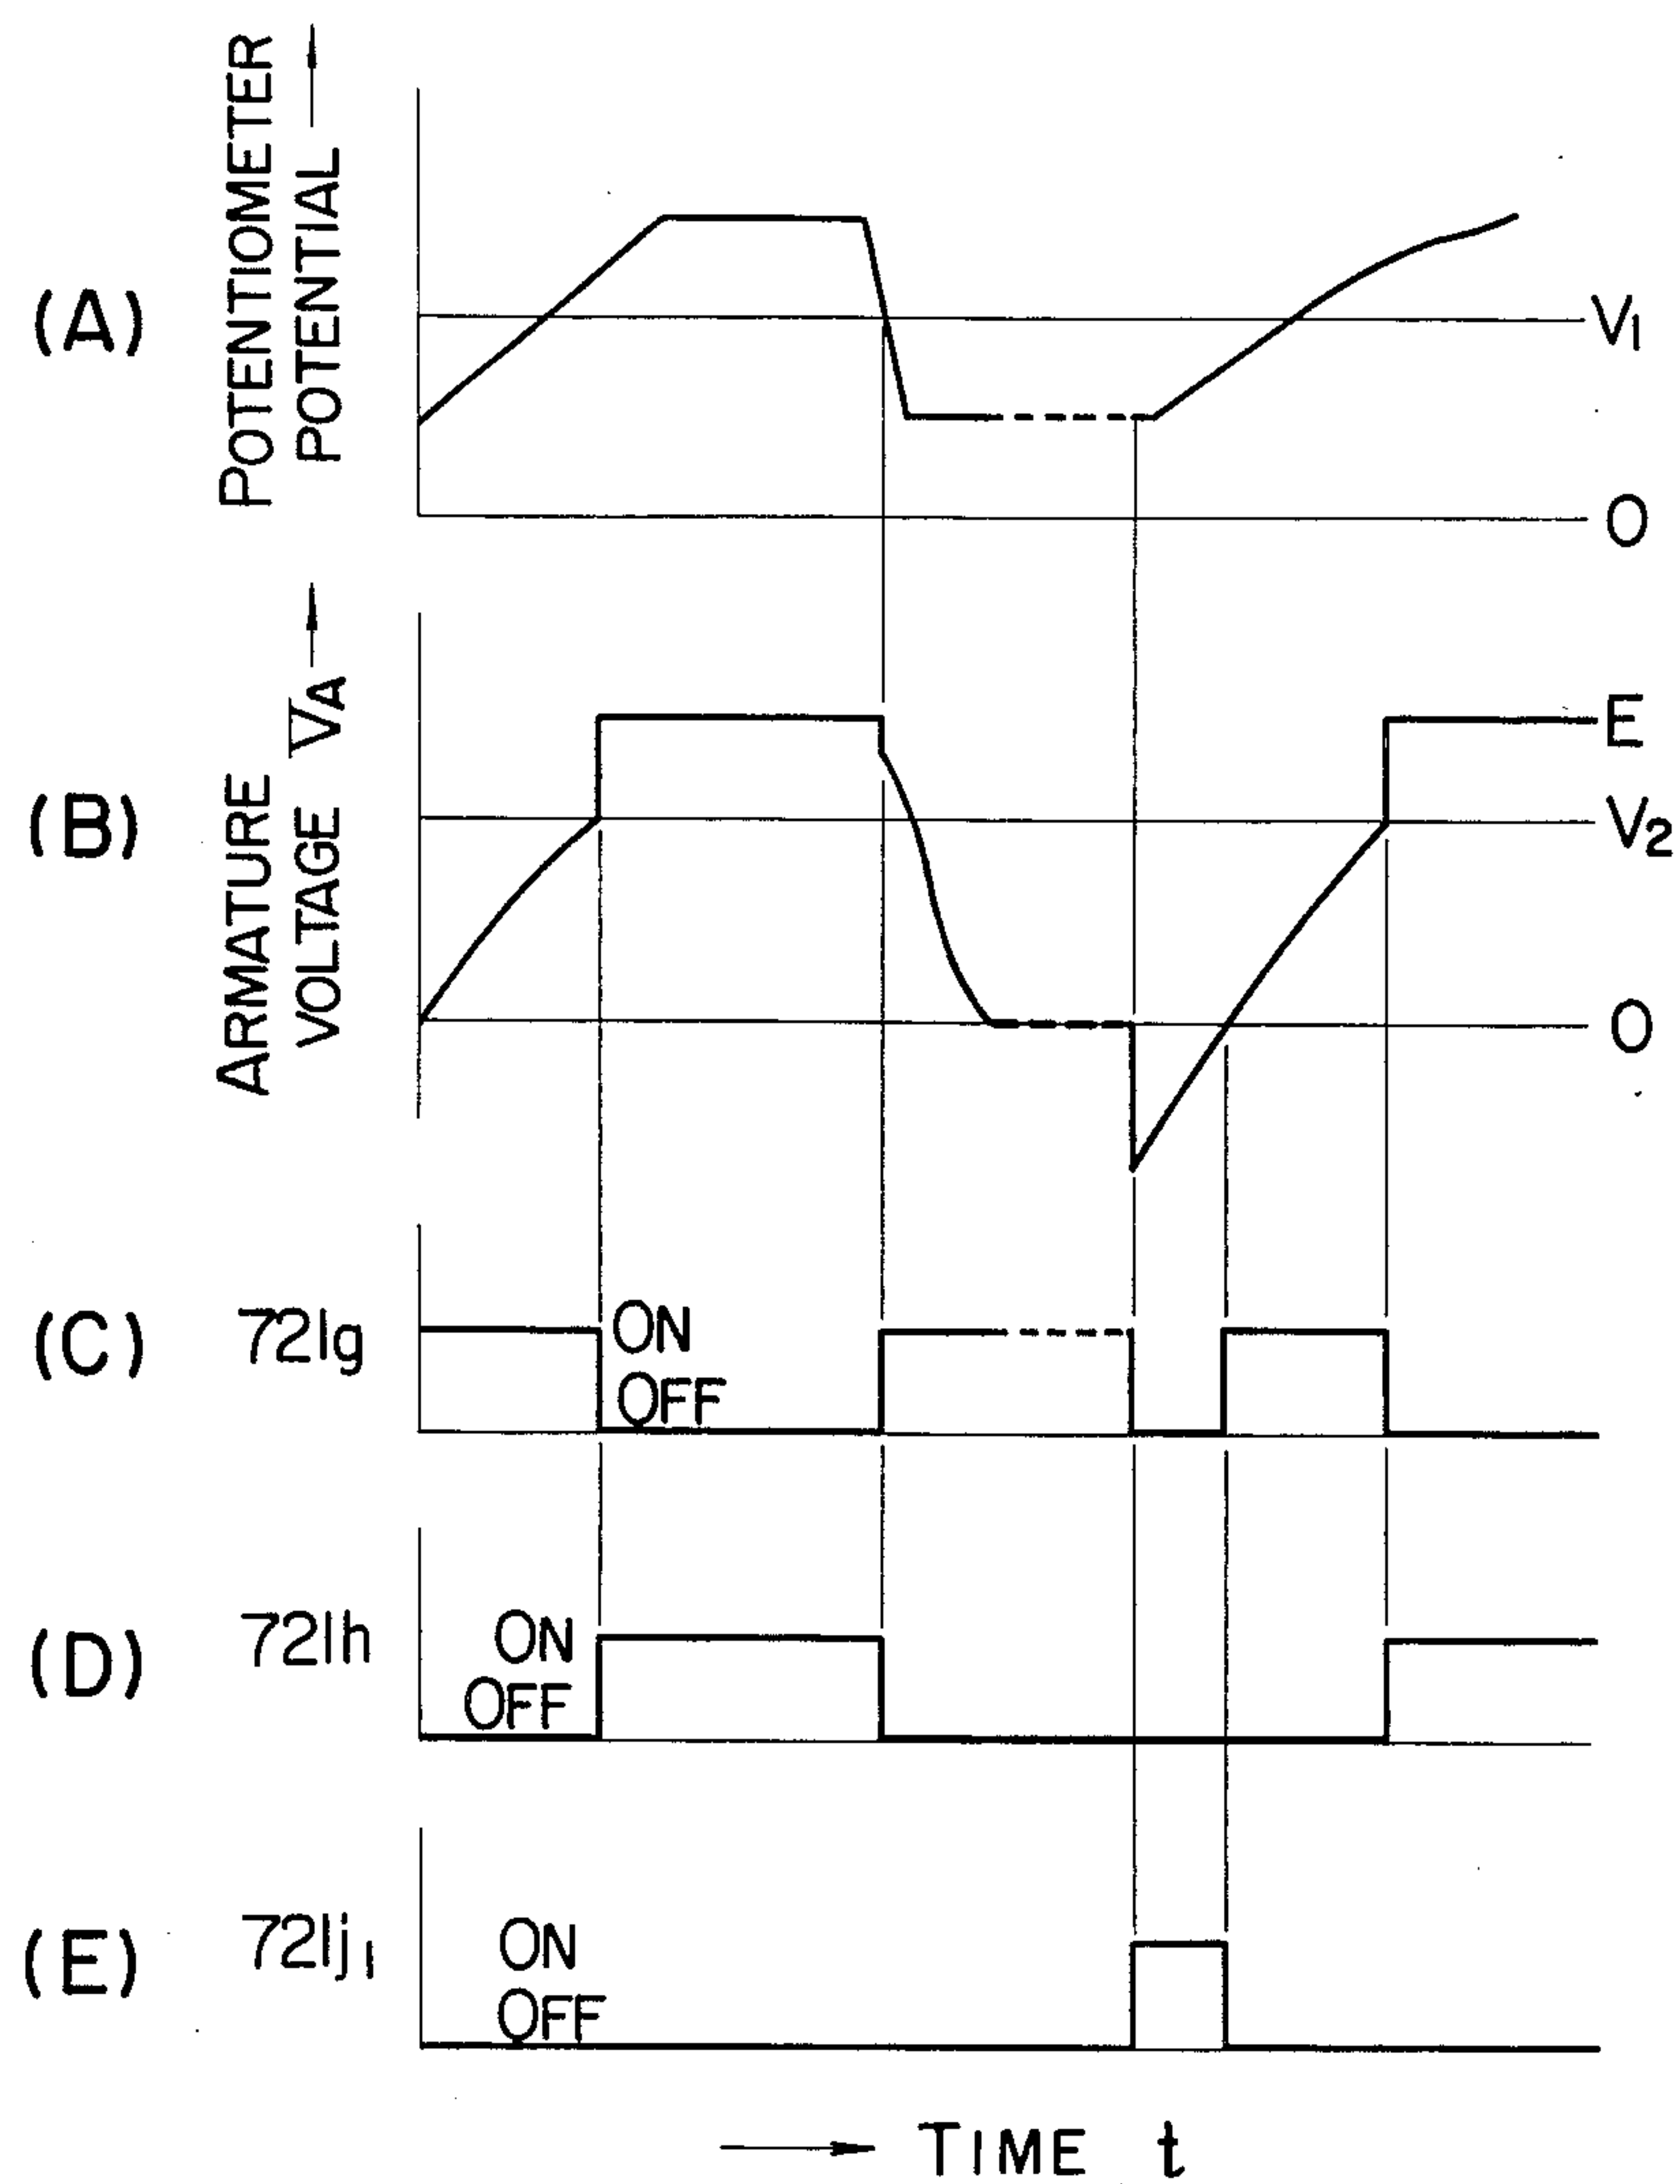 POTENTIOMETER
POTENTIAL
(A)
V1
O
ARMATURE
VOLTAGE VA
(B)
E
V2
O
(C)
721g
ON
OFF
(D)
721h
ON
OFF
(E)
721j1
ON
OFF
TIME t